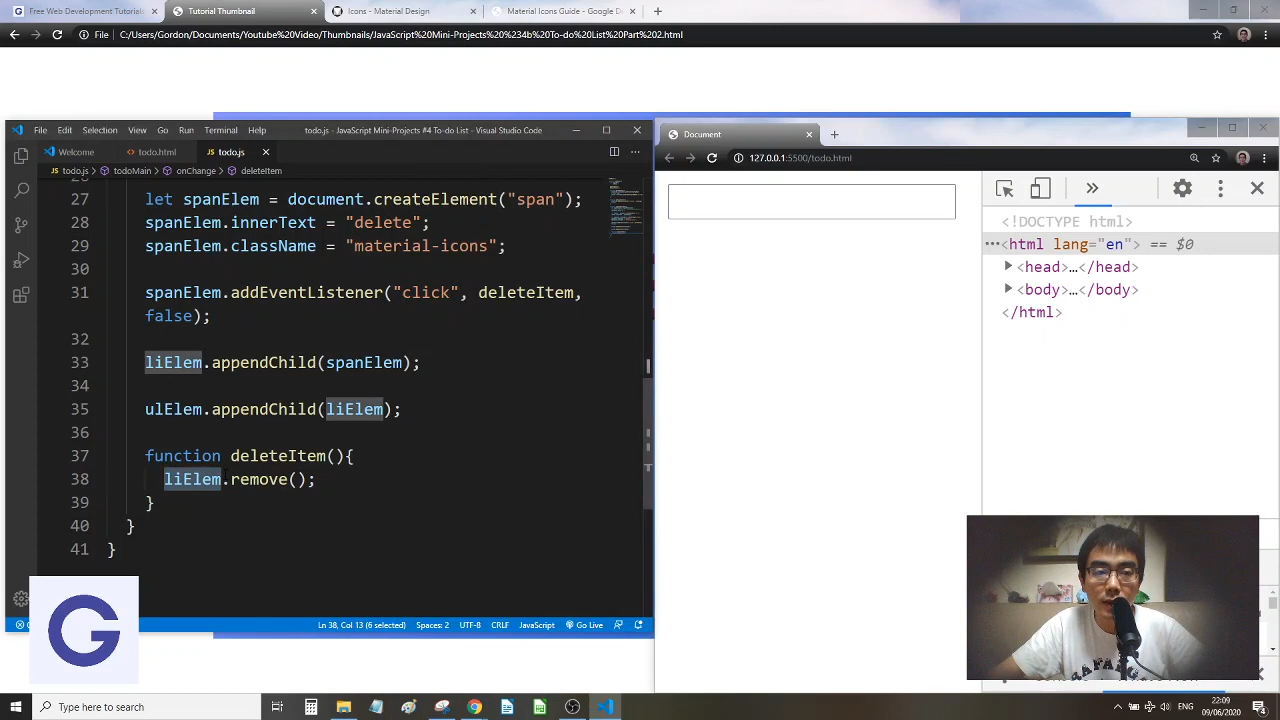 Free Web Development Tutorials
Tutorial Thumbnail
Icons - Material Design
Material Icons Guide - Google De
File
C:/Users/Gordon/Documents/Youtube%20Video/Thumbnails/JavaScript%20Mini-Projects%20%234b%20To-do%20List%20Part%202.html
File Edit Selection View Go Run Terminal Help
todo.js - JavaScript Mini-Projects #4 To-do List - Visual Studio Code
Welcome
todo.html
todo.js
todo.js > todoMain > onChange > deleteItem
27 let spanElem = document.createElement("span");
28 spanElem.innerText = "delete";
29 spanElem.className = "material-icons";
30
31 spanElem.addEventListener("click", deleteItem,
false);
32
33 liElem.appendChild(spanElem);
34
35 ulElem.appendChild(liElem);
36
37 function deleteItem(){
38 liElem.remove();
39 }
40 }
41 }
Ln 38, Col 13 (6 selected)
Spaces: 2
UTF-8
CRLF
JavaScript
Go Live
Document
127.0.0.1:5500/todo.html
<!DOCTYPE html>
<html lang="en"> == $0
<head>…</head>
<body>…</body>
</html>
G
Type here to search
22:09
09/06/2020